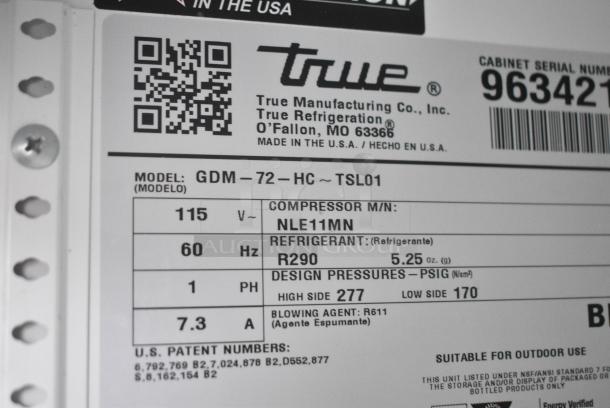 IN THE USA
true ®
True Manufacturing Co., Inc.
True Refrigeration®
O'Fallon, MO 63366
MADE IN THE U.S.A. / HECHO EN U.S.A.
CABINET SERIAL NUM
963421
MODEL: GDM-72-HC~TSL01
(MODELO)
115 V~
COMPRESSOR M/N:
NLE11MN
60 Hz
REFRIGERANT: (Refrigerante)
R290 5.25 Oz. (g)
1 PH
DESIGN PRESSURES-PSIG (N/sm²)
HIGH SIDE 277 LOW SIDE 170
7.3 A
BLOWING AGENT: R611
(Agente Espumante)
U.S. PATENT NUMBERS:
6,792,769 B2,7,024,878 B2,D552,877
S,8,162,154 B2
SUITABLE FOR OUTDOOR USE
THIS UNIT LISTED UNDER NSF/ANSI STANDARD 7 FO
THE STORAGE AND/OR DISPLAY OF PACKAGED OR
BOTTLED PRODUCTS ONLY
Energy Verified
AUCTION GROUP